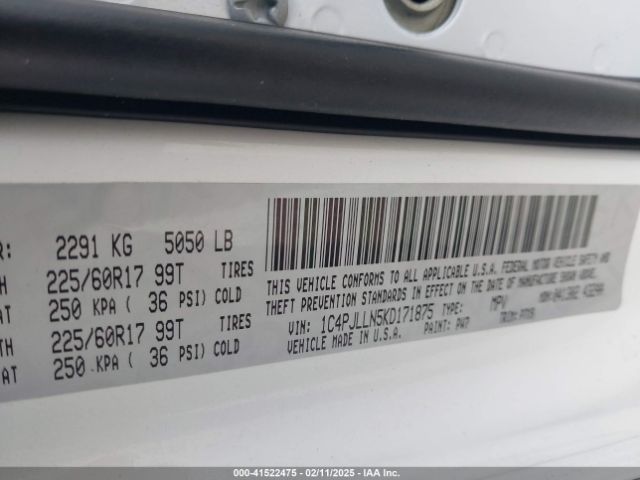 R: 2291 KG 5050 LB
TH 225/60R17 99T TIRES
AT 250 KPA ( 36 PSI) COLD
TH 225/60R17 99T TIRES
AT 250 KPA ( 36 PSI) COLD
THIS VEHICLE CONFORMS TO ALL APPLICABLE U.S.A. FEDERAL MOTOR VEHICLE SAFETY AND
THEFT PREVENTION STANDARDS IN EFFECT ON THE DATE OF MANUFACTURE SHOWN ABOVE.
VIN: 1C4PJLLN5KD171875 TYPE: MPV
VEHICLE MADE IN U.S.A. PAINT: PW7 TRIM:
000-41522475 - 02/11/2025 - IAA Inc.